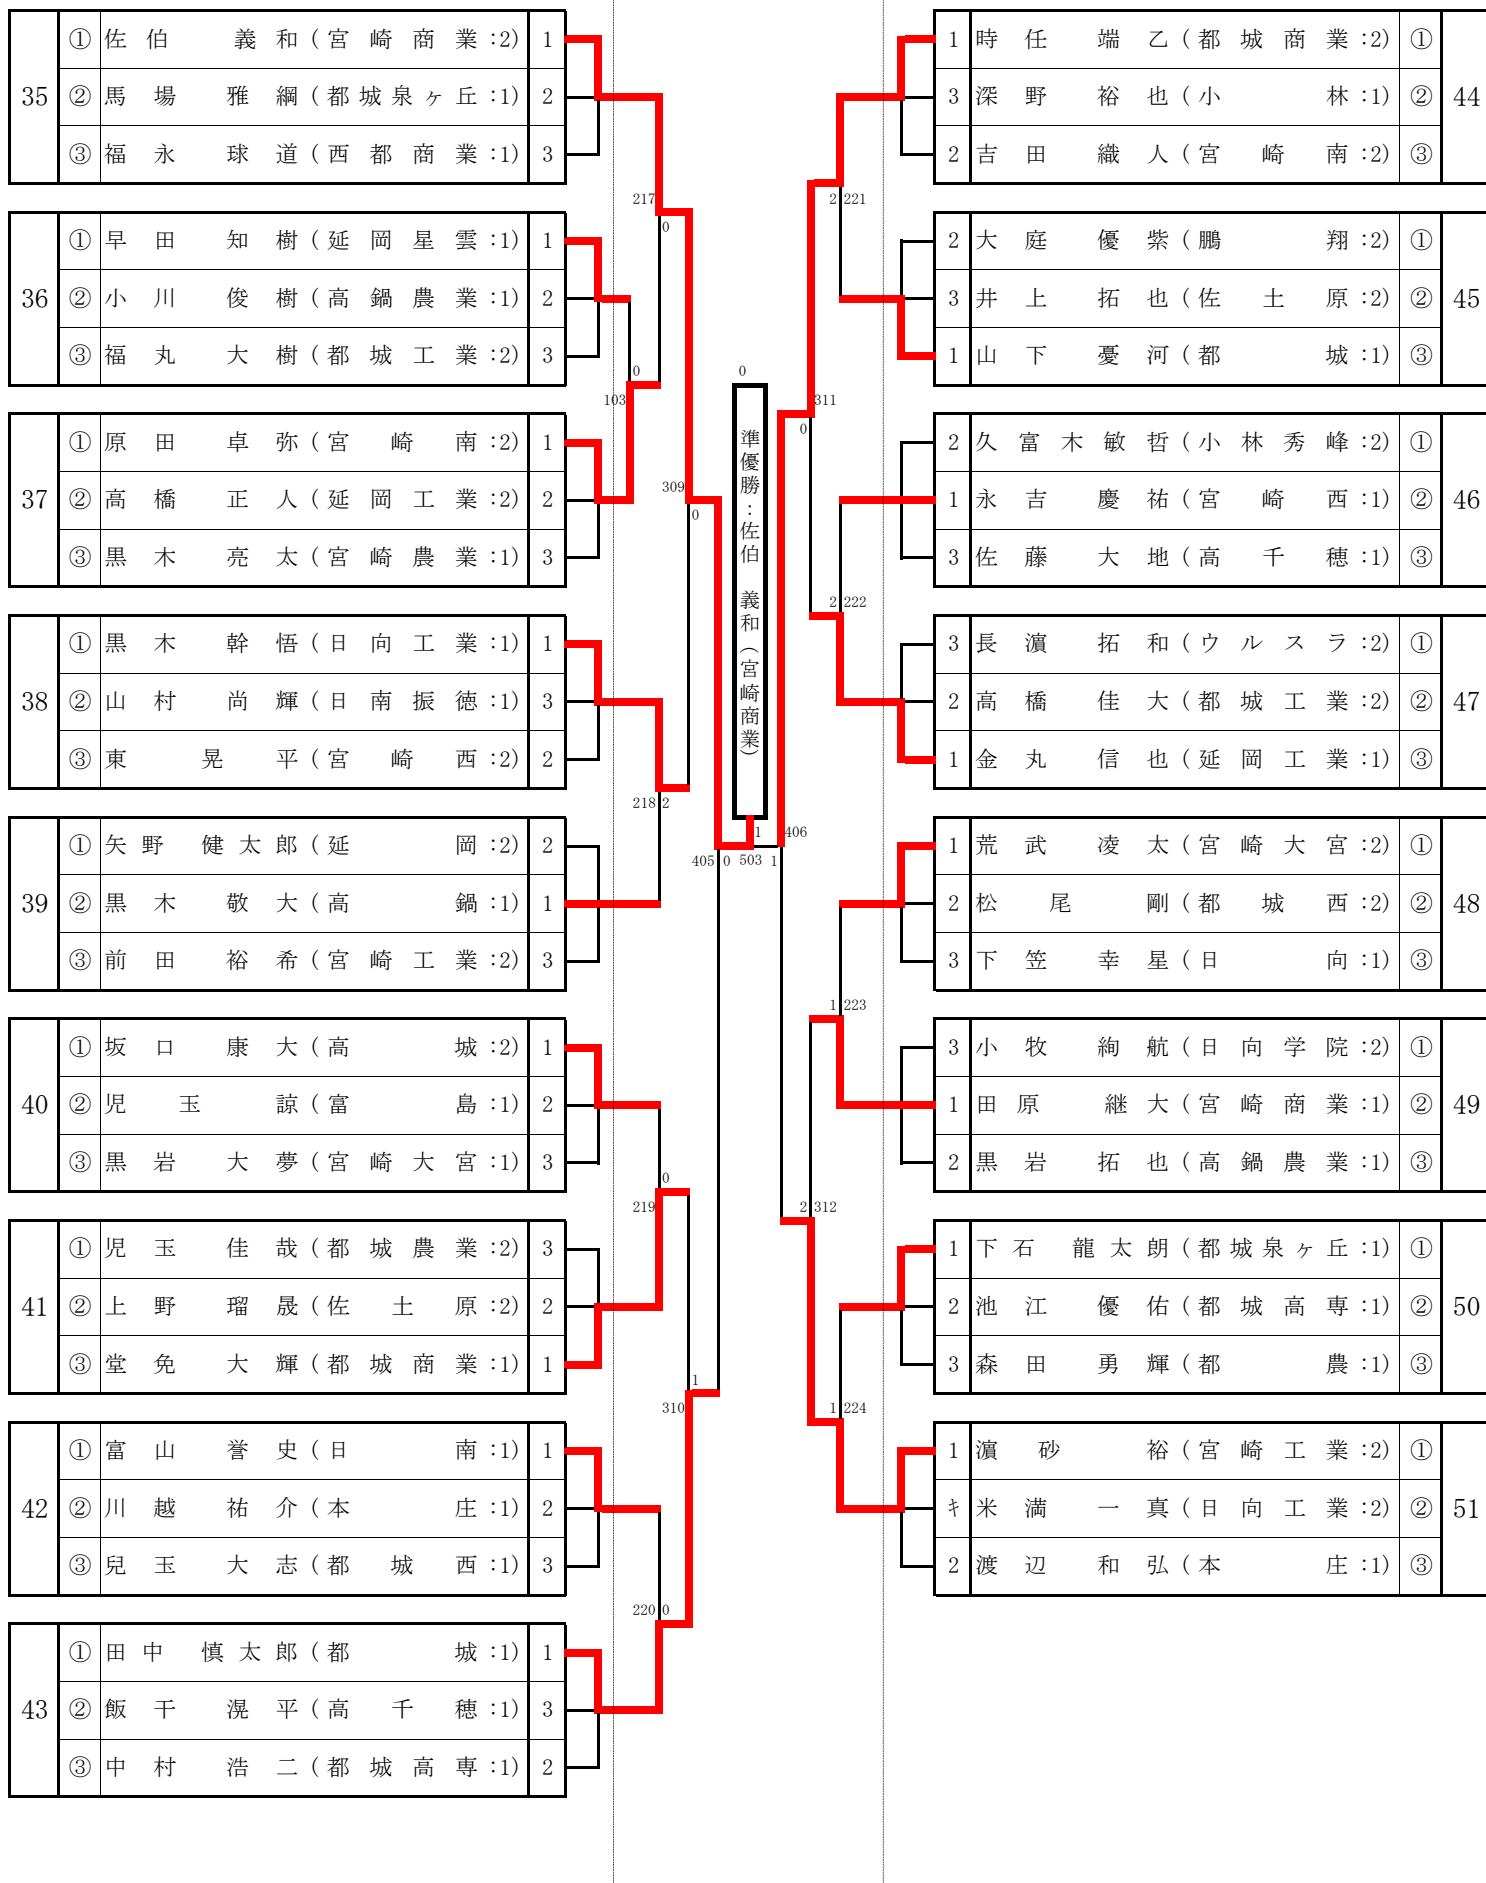 35
① 佐伯 義和(宮崎商業:2) 1
② 馬場 雅綱(都城泉ヶ丘:1) 2
③ 福永 球道(西都商業:1) 3
36
① 早田 知樹(延岡星雲:1) 1
② 小川 俊樹(高鍋農業:1) 2
③ 福丸 大樹(都城工業:2) 3
37
① 原田 卓弥(宮崎南:2) 1
② 高橋 正人(延岡工業:2) 2
③ 黒木 亮太(宮崎農業:1) 3
38
① 黒木 幹悟(日向工業:1) 1
② 山村 尚輝(日南振徳:1) 3
③ 東 晃平(宮崎西:2) 2
39
① 矢野 健太郎(延岡:2) 2
② 黒木 敬大(高鍋:1) 1
③ 前田 裕希(宮崎工業:2) 3
40
① 坂口 康大(高城:2) 1
② 児玉 諒(富島:1) 2
③ 黒岩 大夢(宮崎大宮:1) 3
41
① 児玉 佳哉(都城農業:2) 3
② 上野 瑠晟(佐土原:2) 2
③ 堂免 大輝(都城商業:1) 1
42
① 富山 誉史(日南:1) 1
② 川越 祐介(本庄:1) 2
③ 兒玉 大志(都城西:1) 3
43
① 田中 慎太郎(都城:1) 1
② 飯干 滉平(高千穂:1) 3
③ 中村 浩二(都城高専:1) 2
217
0
0
103
309
0
218 2
0
219
1
310
220 0
0
準優勝:佐伯 義和(宮崎商業)
1
405 0 503 1
406
2 221
311
0
2 222
1 223
2 312
1 224
1 時任 端乙(都城商業:2) ①
3 深野 裕也(小林:1) ②
2 吉田 織人(宮崎南:2) ③
44
2 大庭 優紫(鵬翔:2) ①
3 井上 拓也(佐土原:2) ②
1 山下 憂河(都城:1) ③
45
2 久富木 敏哲(小林秀峰:2) ①
1 永吉 慶祐(宮崎西:1) ②
3 佐藤 大地(高千穂:1) ③
46
3 長濵 拓和(ウルスラ:2) ①
2 高橋 佳大(都城工業:2) ②
1 金丸 信也(延岡工業:1) ③
47
1 荒武 凌太(宮崎大宮:2) ①
2 松尾 剛(都城西:2) ②
3 下笠 幸星(日向:1) ③
48
3 小牧 絢航(日向学院:2) ①
1 田原 継大(宮崎商業:1) ②
2 黒岩 拓也(高鍋農業:1) ③
49
1 下石 龍太朗(都城泉ヶ丘:1) ①
2 池江 優佑(都城高専:1) ②
3 森田 勇輝(都農:1) ③
50
1 濵砂 裕(宮崎工業:2) ①
キ 米満 一真(日向工業:2) ②
2 渡辺 和弘(本庄:1) ③
51